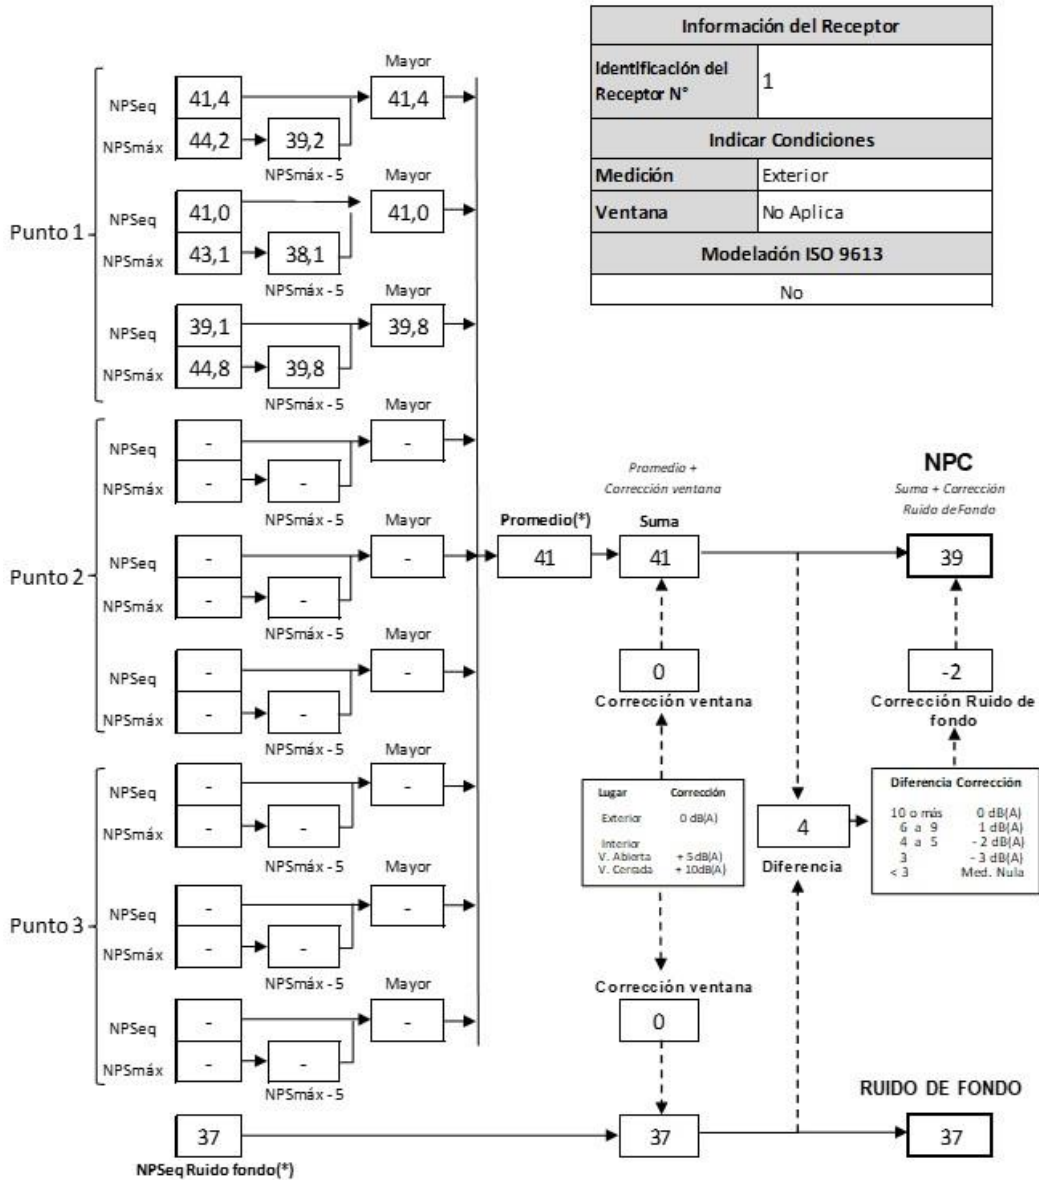 Información del Receptor
Identificación del Receptor N° 1
Indicar Condiciones
Medición Exterior
Ventana No Aplica
Modelación ISO 9613
No
Punto 1
Mayor
NPSeq 41,4 41,4
NPSmáx 44,2 39,2
NPSmáx - 5
Mayor
NPSeq 41,0 41,0
NPSmáx 43,1 38,1
NPSmáx - 5
Mayor
NPSeq 39,1 39,8
NPSmáx 44,8 39,8
NPSmáx - 5
Punto 2
Mayor
NPSeq - -
NPSmáx - -
NPSmáx - 5
Mayor
NPSeq - -
NPSmáx - -
NPSmáx - 5
Mayor
NPSeq - -
NPSmáx - -
NPSmáx - 5
Punto 3
Mayor
NPSeq - -
NPSmáx - -
NPSmáx - 5
Mayor
NPSeq - -
NPSmáx - -
NPSmáx - 5
Mayor
NPSeq - -
NPSmáx - -
NPSmáx - 5
37
NPSeq Ruido fondo(*)
Promedio(*)
41
Promedio +
Corrección ventana
Suma
41
0
Corrección ventana
Lugar Corrección
Exterior 0 dB(A)
Interior
V. Abierta + 5dB(A)
V. Cerrada + 10dB(A)
Corrección ventana
0
37
4
Diferencia
NPC
Suma + Corrección
Ruido de Fondo
39
-2
Corrección Ruido de
fondo
Diferencia Corrección
10 o más 0 dB(A)
6 a 9 1 dB(A)
4 a 5 - 2 dB(A)
3 - 3 dB(A)
< 3 Med. Nula
RUIDO DE FONDO
37